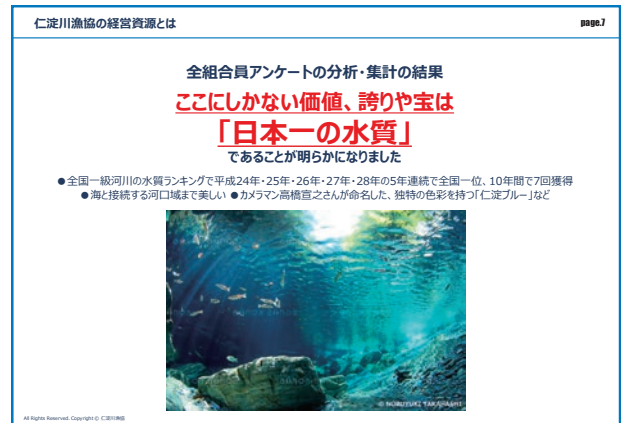 仁淀川漁協の経営資源とは
page.7
全組合員アンケートの分析・集計の結果
ここにしかない価値、誇りや宝は
「日本一の水質」
であることが明らかになりました
●全国一級河川の水質ランキングで平成24年・25年・26年・27年・28年の5年連続で全国一位、10年間で7回獲得
●海と接続する河口域まで美しい ●カメラマン高橋宣之さんが命名した、独特の色彩を持つ「仁淀ブルー」など
© NOBUYUKI TAKAHASHI
All Rights Reserved. Copyright © 仁淀川漁協